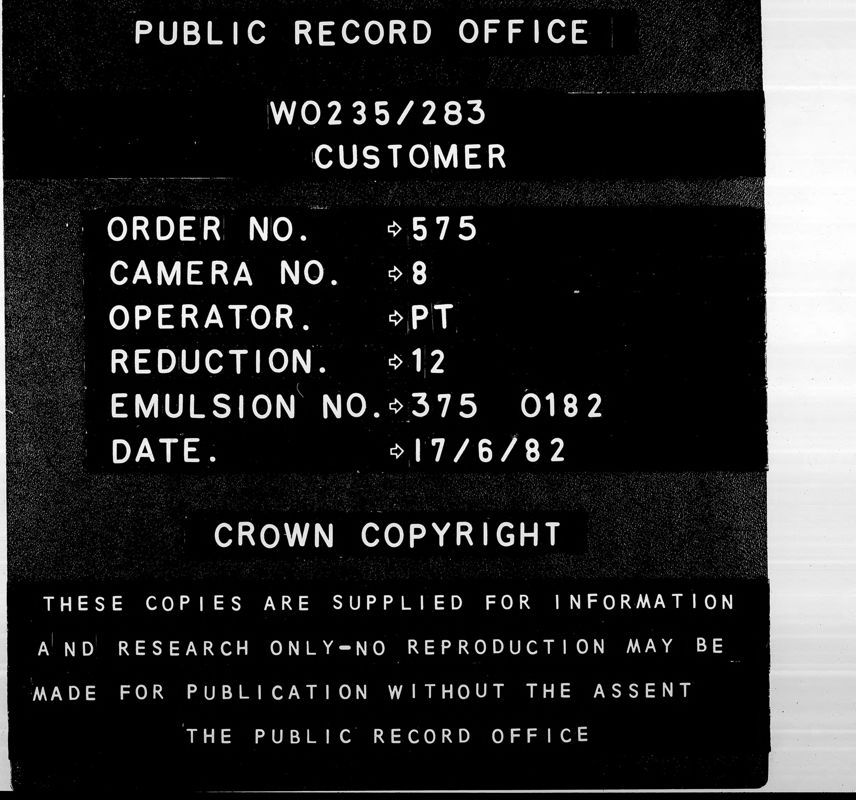 PUBLIC RECORD OFFICE
WO235/283
CUSTOMER
ORDER NO. ⇨575
CAMERA NO. ⇨8
OPERATOR. ⇨PT
REDUCTION. ⇨12
EMULSION NO.⇨375 0182
DATE. ⇨17/6/82
CROWN COPYRIGHT
THESE COPIES ARE SUPPLIED FOR INFORMATION
AND RESEARCH ONLY-NO REPRODUCTION MAY BE
MADE FOR PUBLICATION WITHOUT THE ASSENT
THE PUBLIC RECORD OFFICE